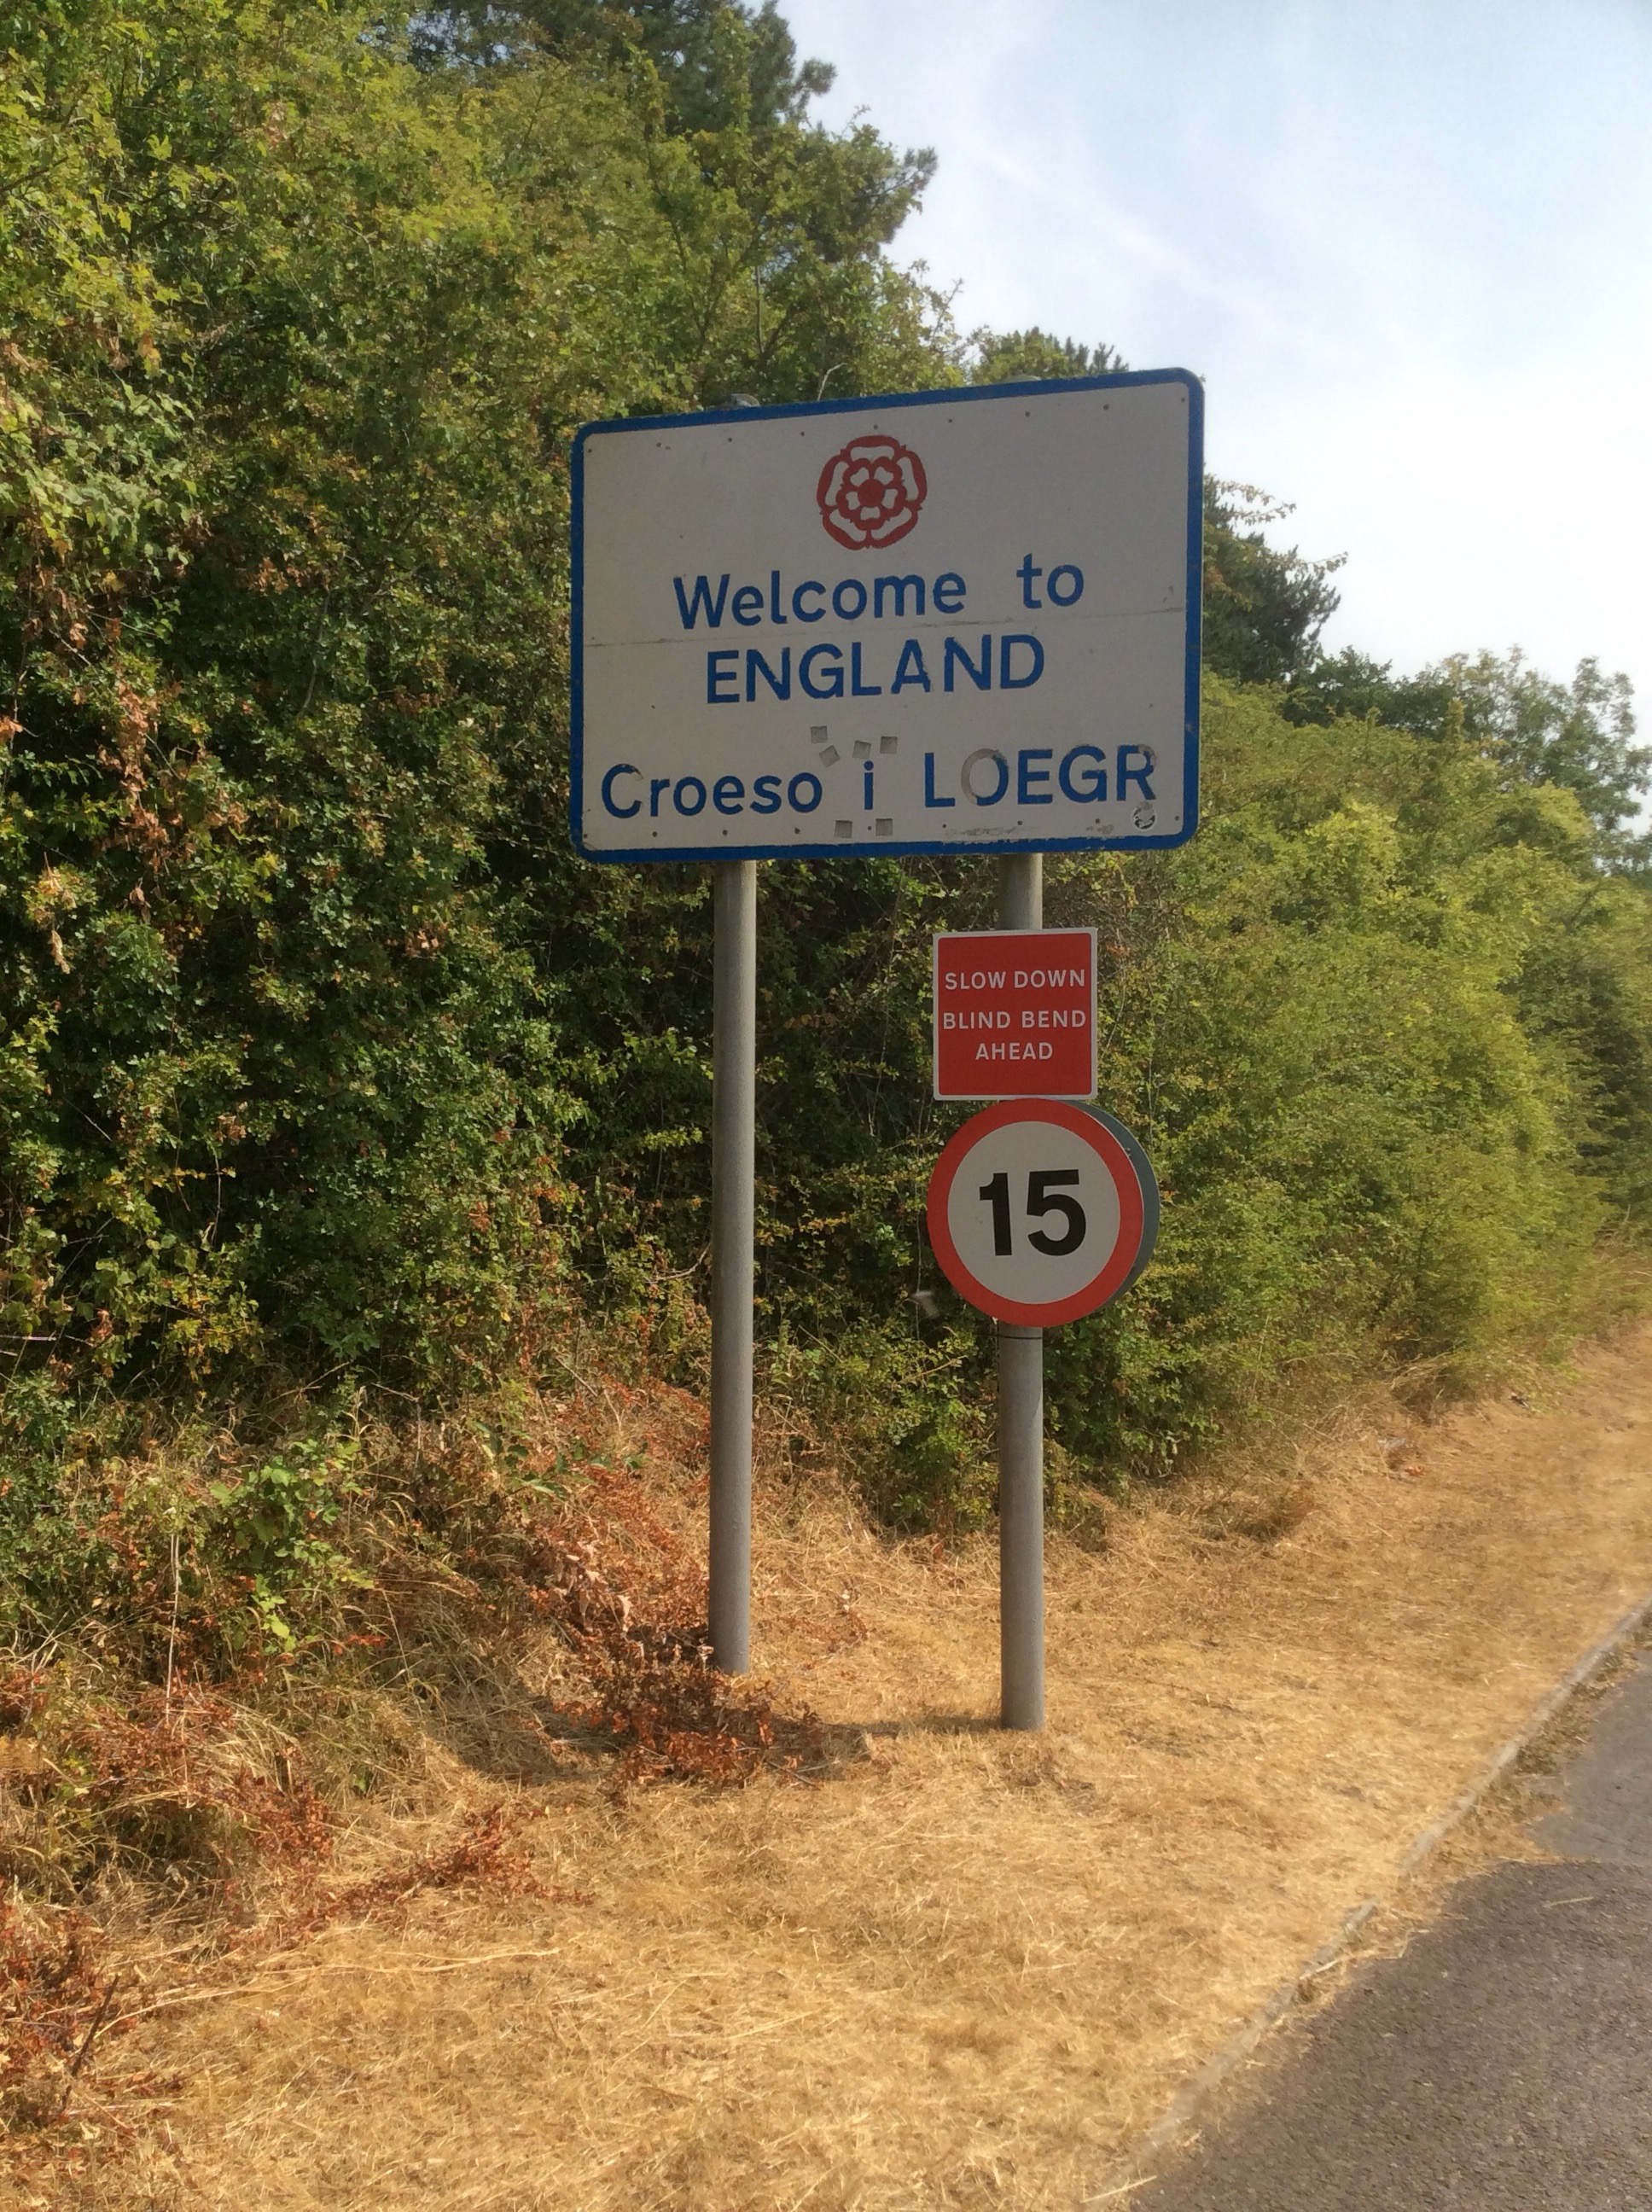 Welcome to
ENGLAND
Croeso i LOEGR
SLOW DOWN
BLIND BEND
AHEAD
15